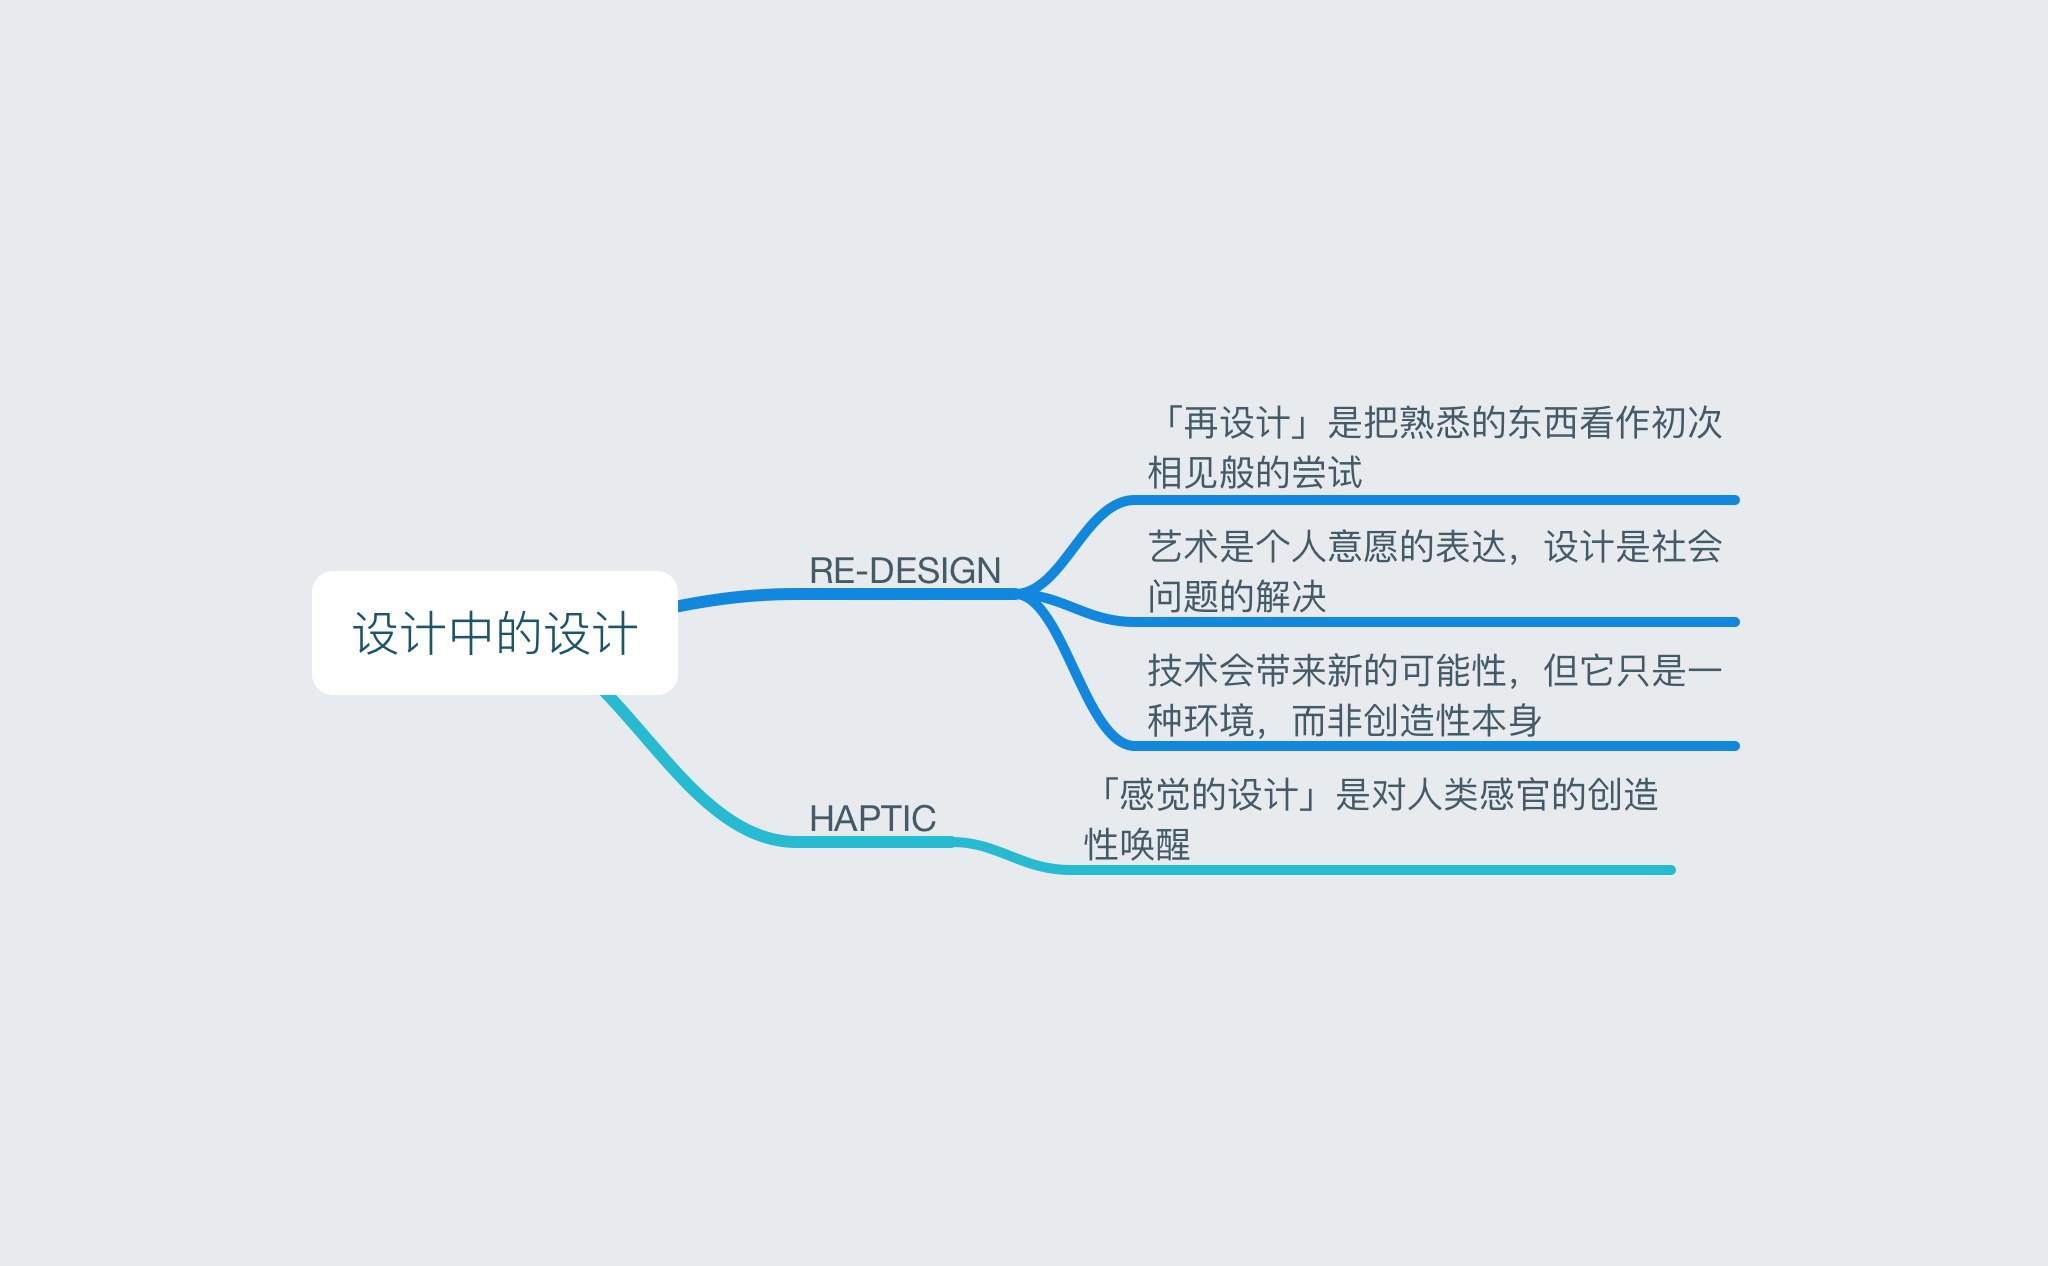 设计中的设计
RE-DESIGN
「再设计」是把熟悉的东西看作初次
相见般的尝试
艺术是个人意愿的表达，设计是社会
问题的解决
技术会带来新的可能性，但它只是一
种环境，而非创造性本身
HAPTIC
「感觉的设计」是对人类感官的创造
性唤醒